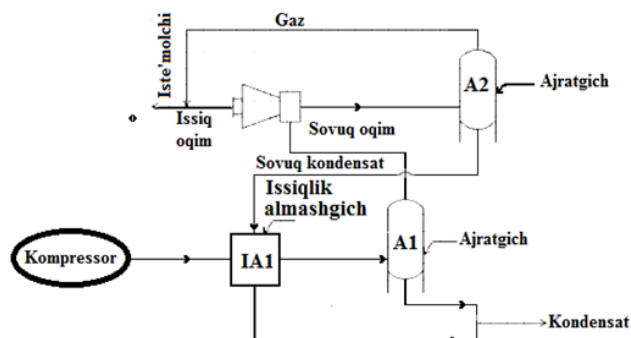 Gaz
Iste'molchi
A2
Ajratgich
Issiq
oqim
Sovuq oqim
Sovuq kondensat
Issiqlik
almashgich
Kompressor
IA1
A1
Ajratgich
Kondensat